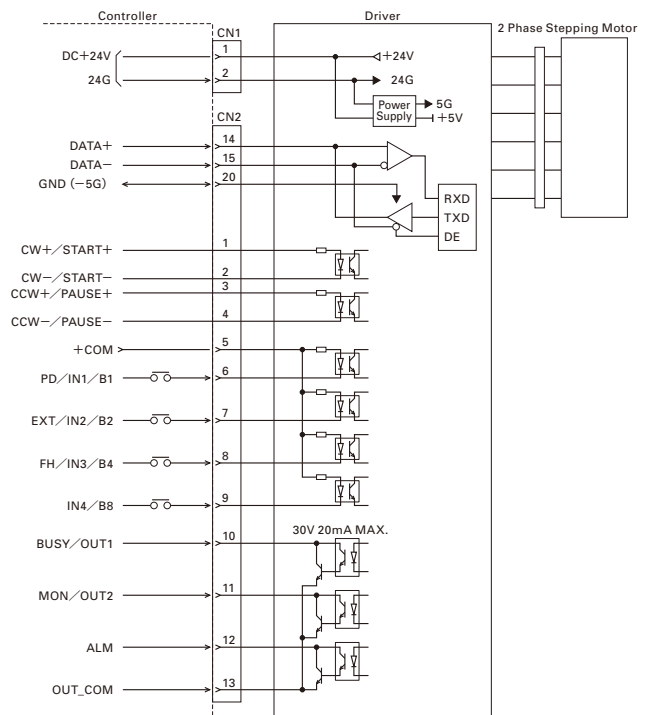 Controller
Driver
2 Phase Stepping Motor
CN1
DC+24V
1
+24V
24G
2
24G
Power
Supply
5G
+5V
CN2
DATA+
14
DATA−
15
GND (−5G)
20
RXD
TXD
DE
CW+/START+
1
CW−/START−
2
CCW+/PAUSE+
3
CCW−/PAUSE−
4
+COM
5
PD/IN1/B1
6
EXT/IN2/B2
7
FH/IN3/B4
8
IN4/B8
9
30V 20mA MAX.
BUSY/OUT1
10
MON/OUT2
11
ALM
12
OUT_COM
13